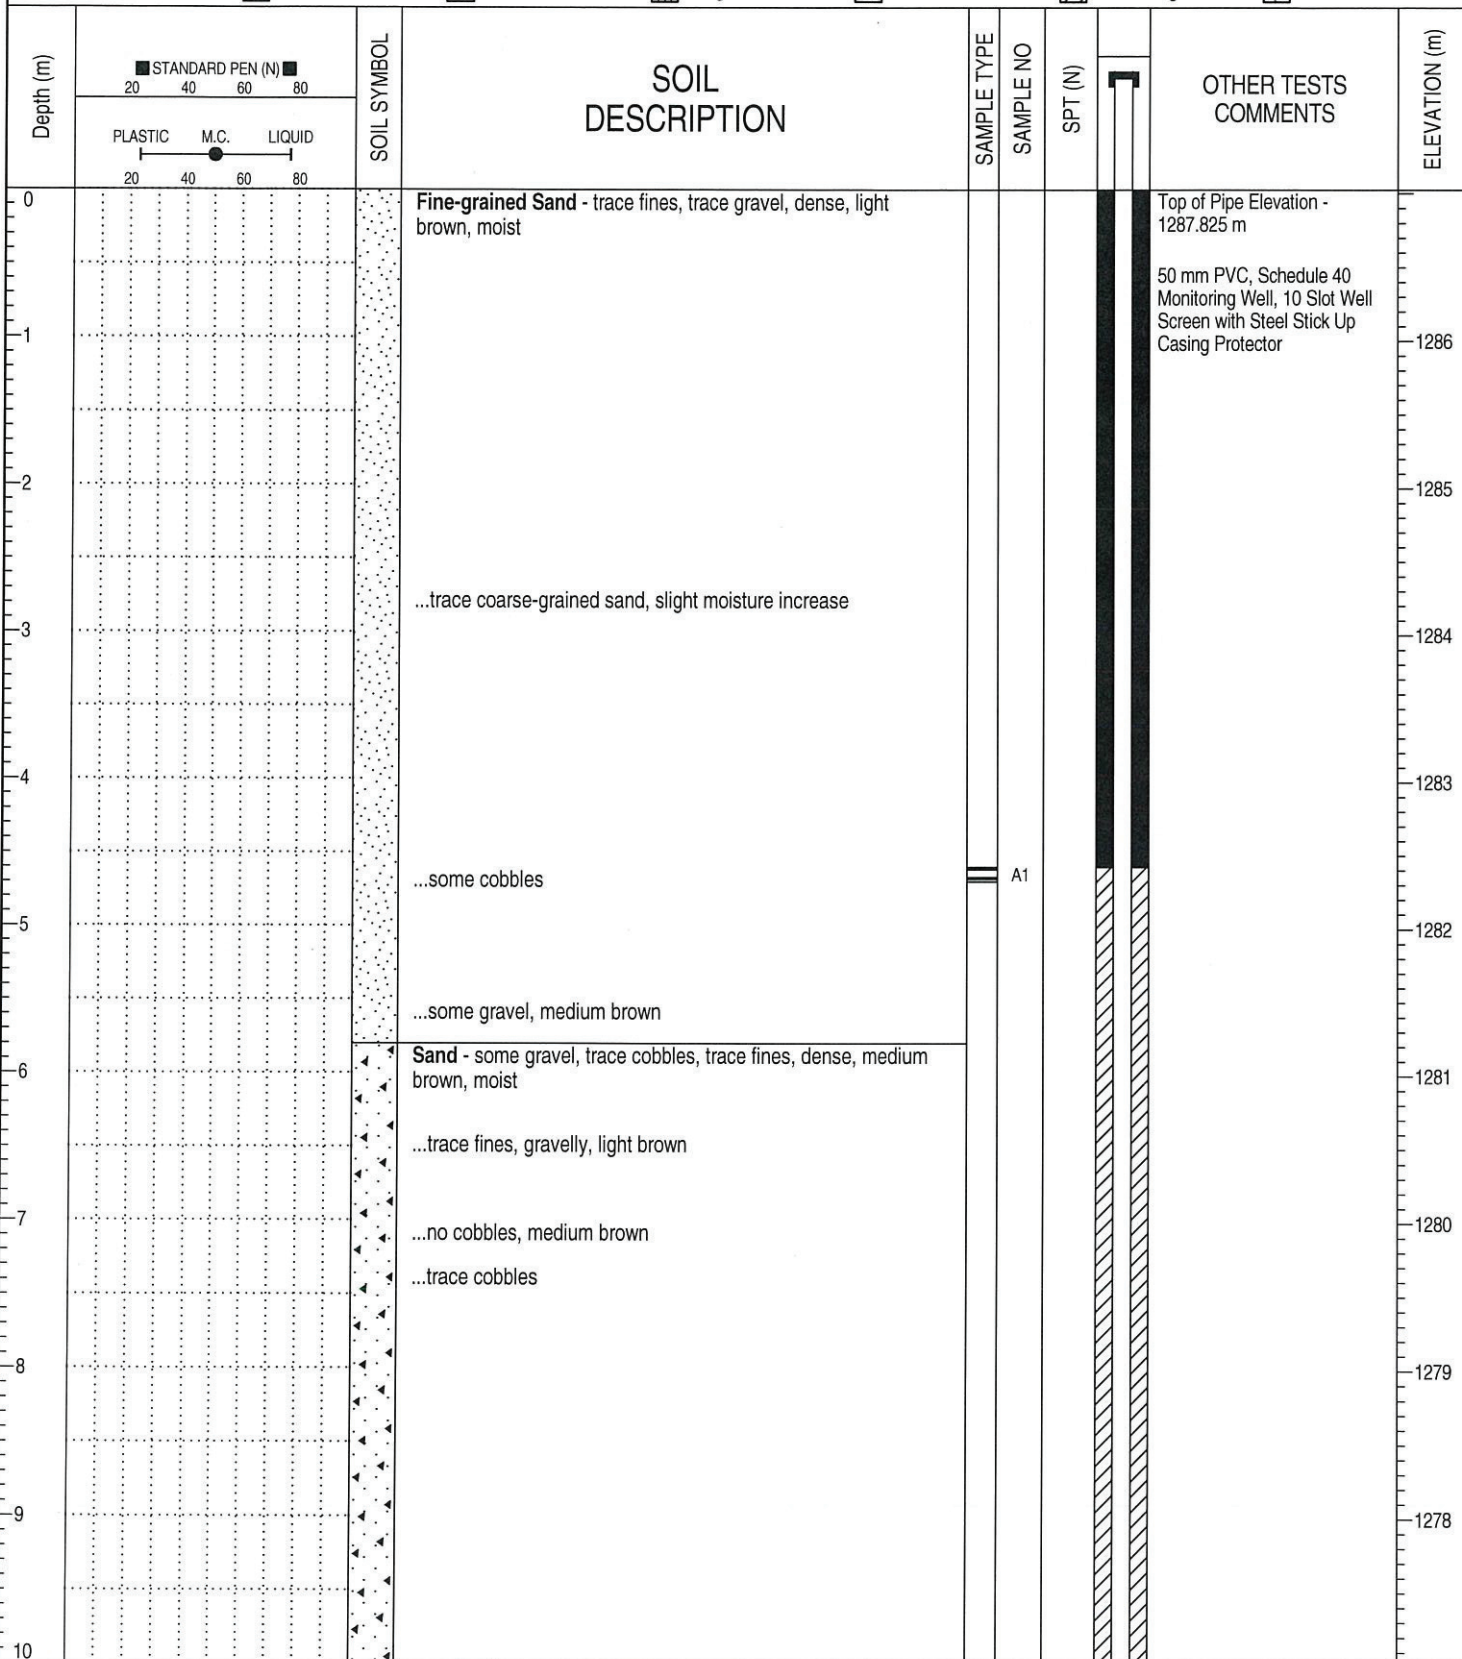 Depth (m)
■ STANDARD PEN (N) ■
20 40 60 80
PLASTIC M.C. LIQUID
20 40 60 80
SOIL SYMBOL
SOIL
DESCRIPTION
SAMPLE TYPE
SAMPLE NO
SPT (N)
OTHER TESTS
COMMENTS
ELEVATION (m)
0
Fine-grained Sand - trace fines, trace gravel, dense, light
brown, moist
Top of Pipe Elevation -
1287.825 m
50 mm PVC, Schedule 40
Monitoring Well, 10 Slot Well
Screen with Steel Stick Up
Casing Protector
1
1286
2
1285
...trace coarse-grained sand, slight moisture increase
3
1284
4
1283
...some cobbles
A1
5
1282
...some gravel, medium brown
Sand - some gravel, trace cobbles, trace fines, dense, medium
brown, moist
6
1281
...trace fines, gravelly, light brown
7
1280
...no cobbles, medium brown
...trace cobbles
8
1279
9
1278
10